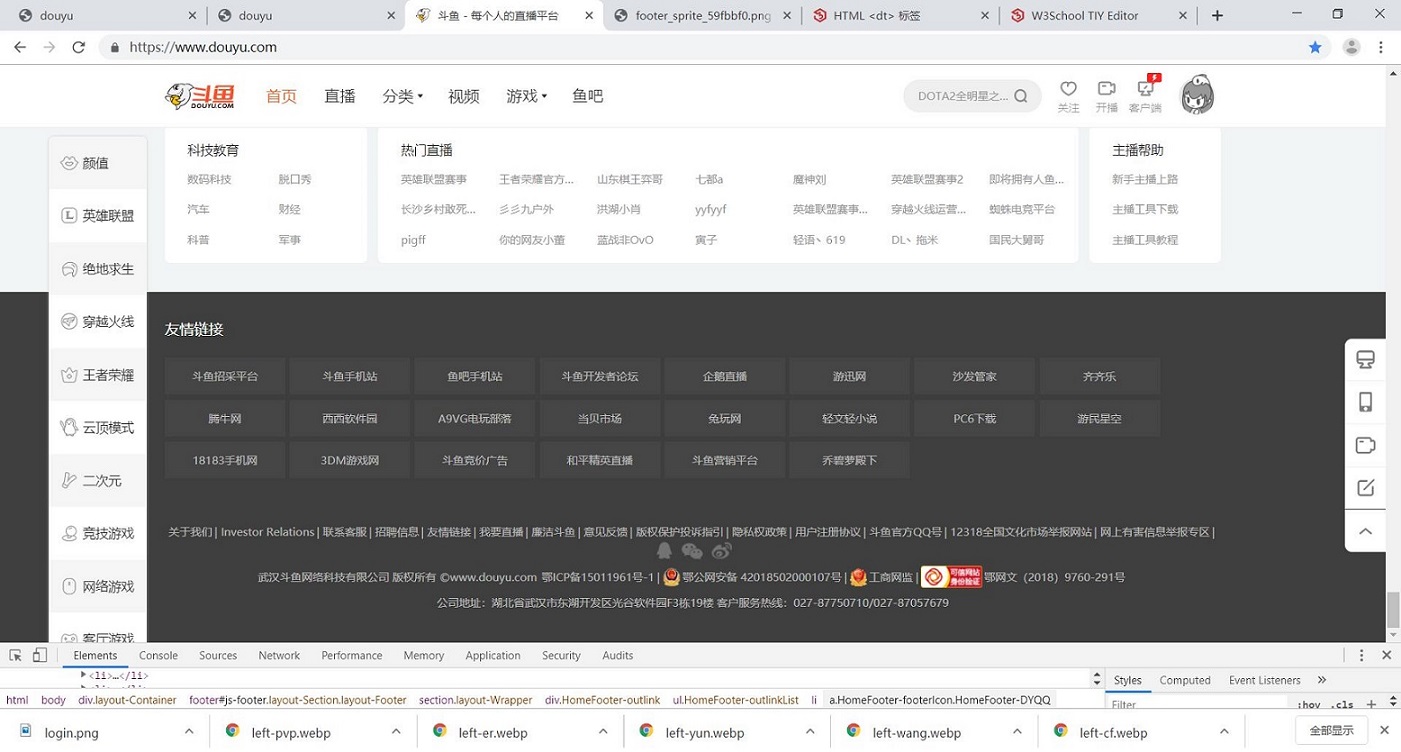 douyu
douyu
斗鱼 - 每个人的直播平台
footer_sprite_59fbbf0.png
HTML <dt> 标签
W3School TIY Editor
https://www.douyu.com
斗鱼
DOUYU.COM
首页 直播 分类 视频 游戏 鱼吧
DOTA2全明星之...
关注 开播 客户端
颜值
英雄联盟
绝地求生
穿越火线
王者荣耀
云顶模式
二次元
竞技游戏
网络游戏
客厅游戏
科技教育
数码科技 脱口秀
汽车 财经
科普 军事
热门直播
英雄联盟赛事 王者荣耀官方... 山东棋王弈哥 七都a 魔神刘 英雄联盟赛事2 即将拥有人鱼...
长沙乡村敢死... 彡彡九户外 洪湖小肖 yyfyyf 英雄联盟赛事... 穿越火线运营... 蜘蛛电竞平台
pigff 你的网友小董 蓝战非OvO 寅子 轻语丶619 DL丶拖米 国民大舅哥
主播帮助
新手主播上路
主播工具下载
主播工具教程
友情链接
斗鱼招采平台 斗鱼手机站 鱼吧手机站 斗鱼开发者论坛 企鹅直播 游迅网 沙发管家 齐齐乐
腾牛网 西西软件园 A9VG电玩部落 当贝市场 兔玩网 轻文轻小说 PC6下载 游民星空
18183手机网 3DM游戏网 斗鱼竞价广告 和平精英直播 斗鱼营销平台 乔碧萝殿下
关于我们 | Investor Relations | 联系客服 | 招聘信息 | 友情链接 | 我要直播 | 廉洁斗鱼 | 意见反馈 | 版权保护投诉指引 | 隐私权政策 | 用户注册协议 | 斗鱼官方QQ号 | 12318全国文化市场举报网站 | 网上有害信息举报专区 |
武汉斗鱼网络科技有限公司 版权所有 ©www.douyu.com 鄂ICP备15011961号-1 | 鄂公网安备 42018502000107号 | 工商网监 | 可信网站 身份验证 鄂网文（2018）9760-291号
公司地址：湖北省武汉市东湖开发区光谷软件园F3栋19楼 客户服务热线：027-87750710/027-87057679
Elements Console Sources Network Performance Memory Application Security Audits
<li>…</li>
Styles Computed Event Listeners »
html body div.layout-Container footer#js-footer.layout-Section.layout-Footer section.layout-Wrapper div.HomeFooter-outlink ul.HomeFooter-outlinkList li a.HomeFooter-footerIcon.HomeFooter-DYQQ
Filter :hov .cls +
login.png
left-pvp.webp
left-er.webp
left-yun.webp
left-wang.webp
left-cf.webp
全部显示